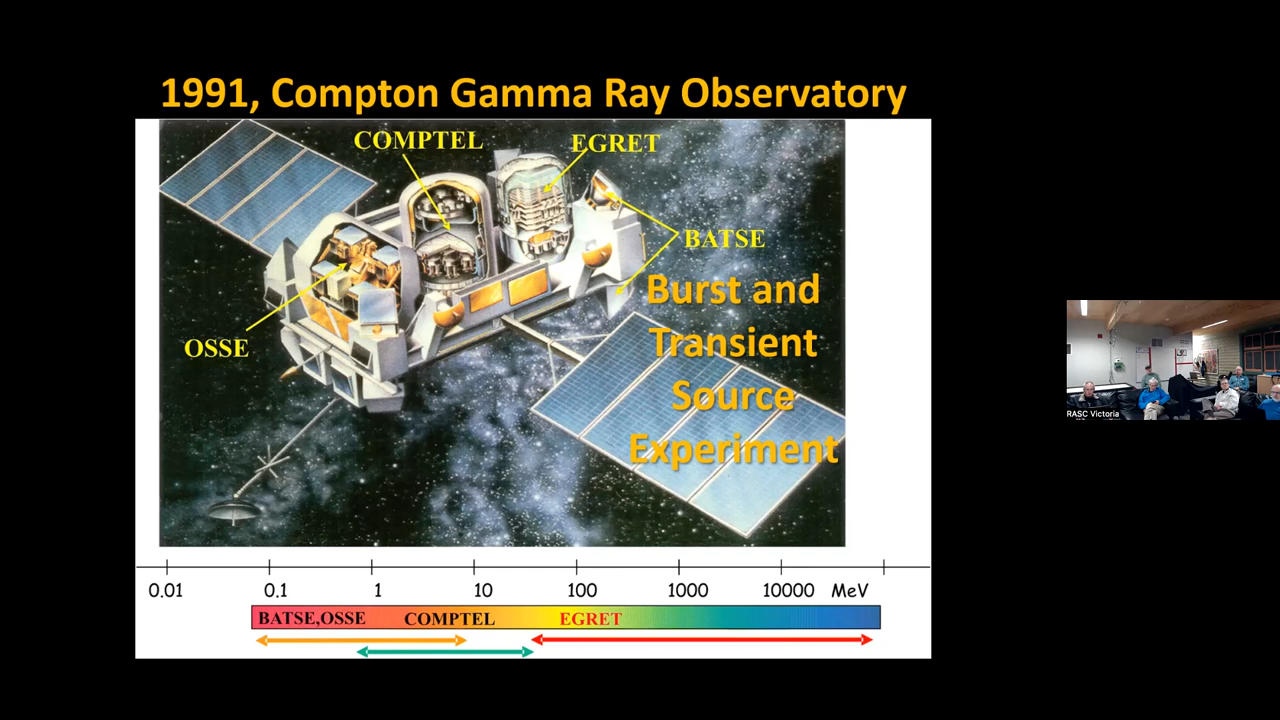 1991, Compton Gamma Ray Observatory
COMPTEL
EGRET
BATSE
Burst and
Transient
Source
Experiment
OSSE
0.01 0.1 1 10 100 1000 10000 MeV
BATSE,OSSE COMPTEL EGRET
RASC Victoria